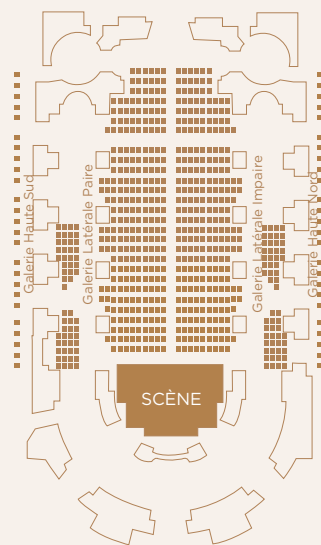 Galerie Haute Sud
Galerie Latérale Paire
Galerie Latérale Impaire
Galerie Haute Nord
SCÈNE